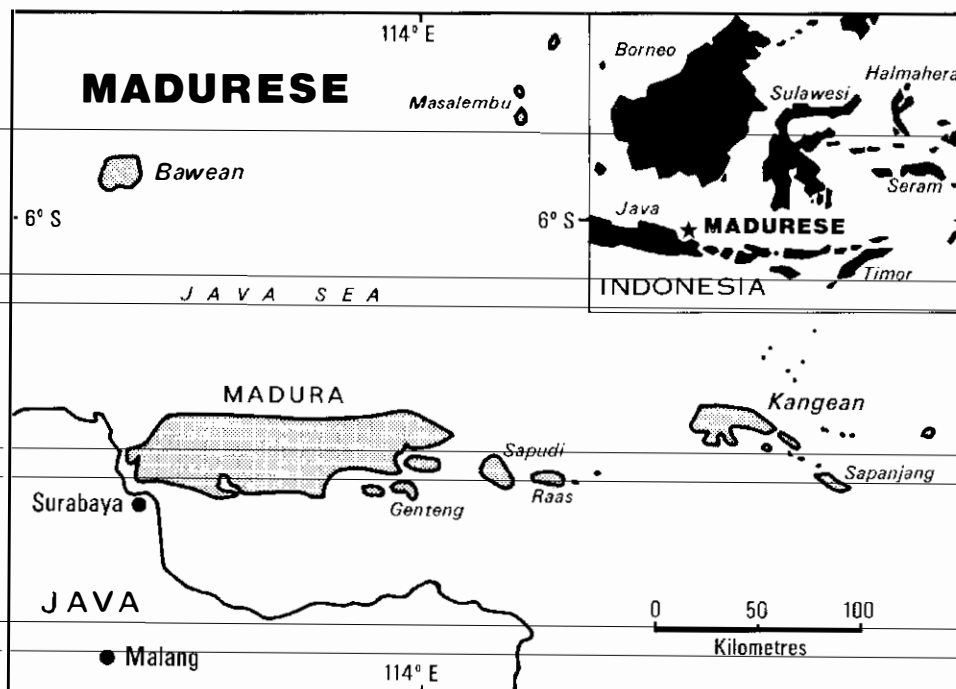 114° E
MADURESE
Masalembu
Bawean
6° S
JAVA SEA
Borneo
Halmahera
Sulawesi
Seram
Java
6° S
MADURESE
Timor
INDONESIA
MADURA
Kangean
Sapudi
Sapanjang
Raas
Genteng
Surabaya
JAVA
Malang
114° E
0 50 100
Kilometres